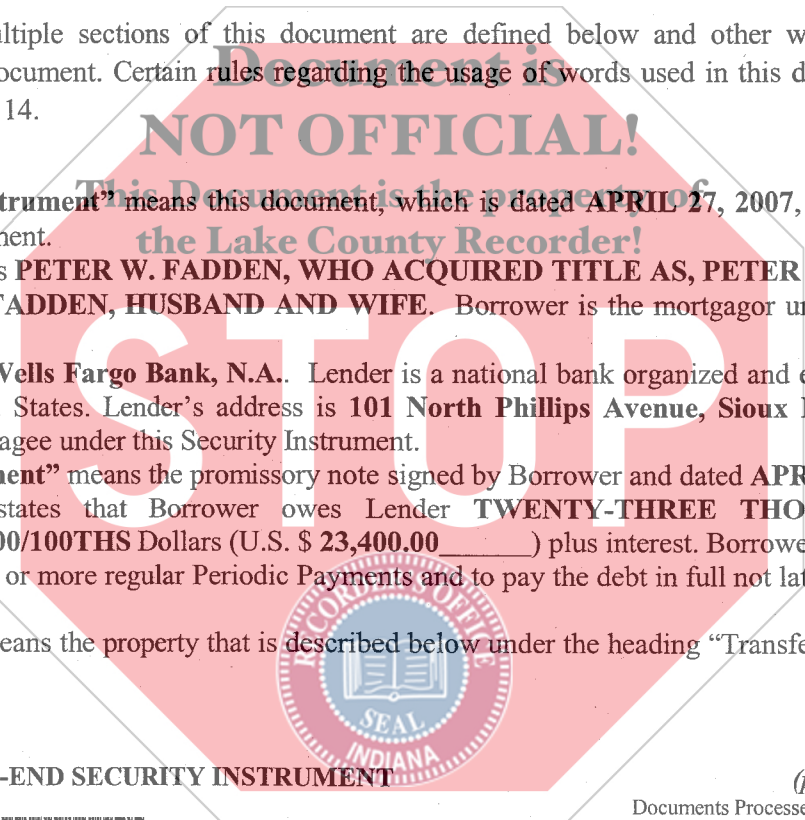 ultiple sections of this document are defined below and other w
ocument. Certain rules regarding the usage of words used in this d
14.
Document is
NOT OFFICIAL!
This Document is the property of
the Lake County Recorder!
trument” means this document, which is dated APRIL 27, 2007,
ment.
s PETER W. FADDEN, WHO ACQUIRED TITLE AS, PETER
FADDEN, HUSBAND AND WIFE. Borrower is the mortgagor un
Wells Fargo Bank, N.A.. Lender is a national bank organized and e
States. Lender’s address is 101 North Phillips Avenue, Sioux
agee under this Security Instrument.
ment” means the promissory note signed by Borrower and dated APR
states that Borrower owes Lender TWENTY-THREE THO
00/100THS Dollars (U.S. $ 23,400.00_______) plus interest. Borrowe
or more regular Periodic Payments and to pay the debt in full not lat
eans the property that is described below under the heading “Transfe
STOP
RECORDER'S OFFICE
SEAL
INDIANA
-END SECURITY INSTRUMENT
Documents Processe